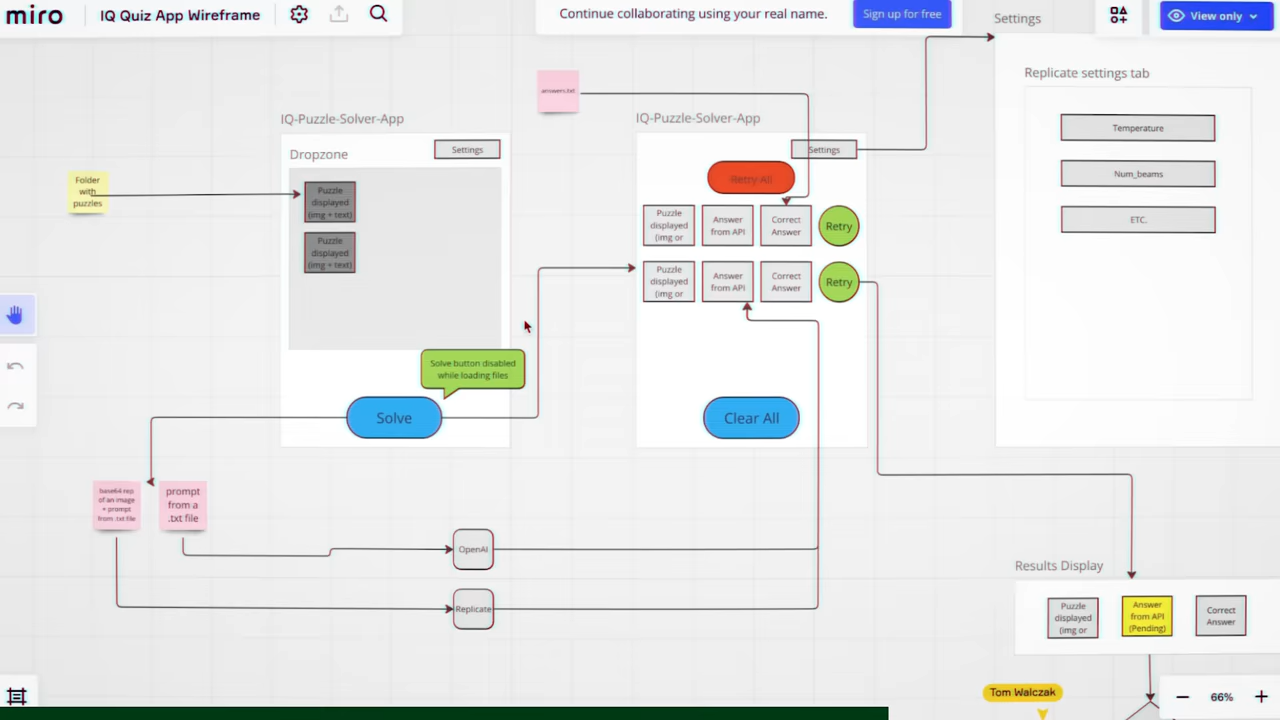 miro
IQ Quiz App Wireframe
Continue collaborating using your real name.
Sign up for free
Settings
View only
Replicate settings tab
Temperature
Num_beams
ETC.
answers.txt
IQ-Puzzle-Solver-App
Dropzone
Settings
Folder
with
puzzles
Puzzle
displayed
(img + text)
Puzzle
displayed
(img + text)
Solve button disabled
while loading files
Solve
IQ-Puzzle-Solver-App
Settings
Retry All
Puzzle
displayed
(img or
Answer
from API
Correct
Answer
Retry
Puzzle
displayed
(img or
Answer
from API
Correct
Answer
Retry
Clear All
base64 rep
of an image
+ prompt
from .txt file
prompt
from a
.txt file
OpenAI
Replicate
Results Display
Puzzle
displayed
(img or
Answer
from API
(Pending)
Correct
Answer
Tom Walczak
66%